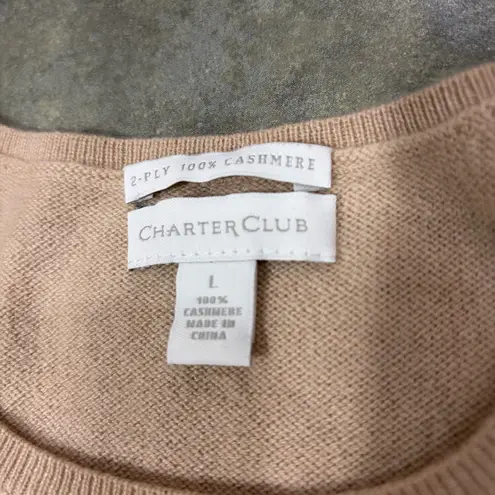 2-PLY 100% CASHMERE
CHARTER CLUB
L
100%
CASHMERE
MADE IN
CHINA